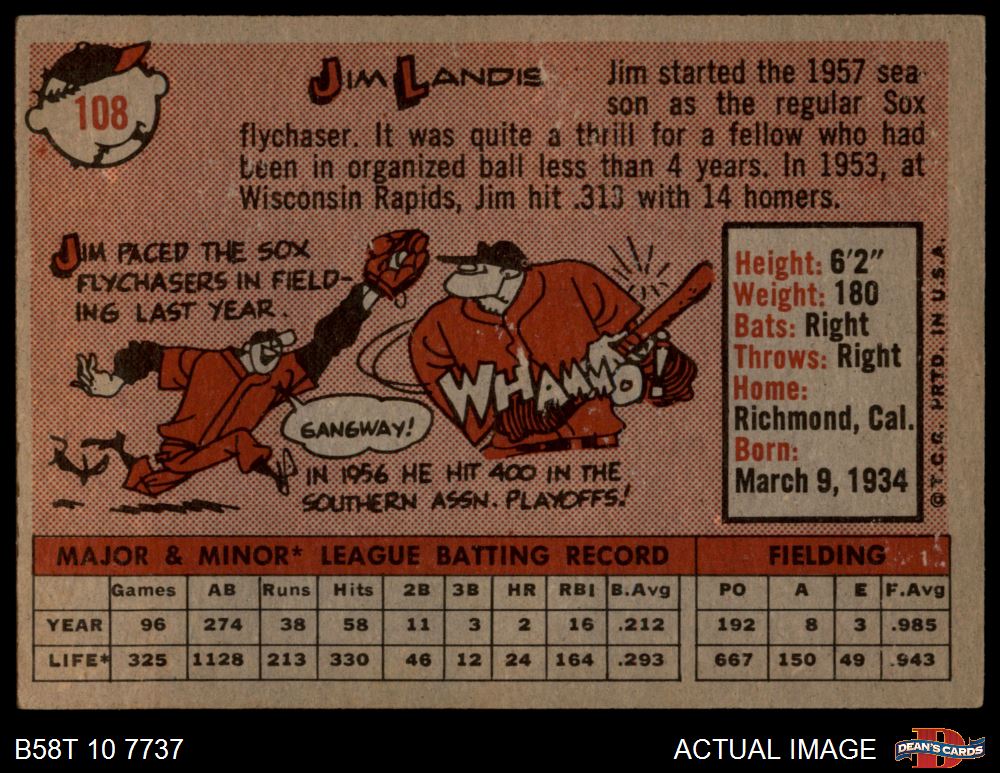 108
JIM LANDIS
Jim started the 1957 sea-
son as the regular Sox
flychaser. It was quite a thrill for a fellow who had
been in organized ball less than 4 years. In 1953, at
Wisconsin Rapids, Jim hit .313 with 14 homers.
JIM PACED THE SOX
FLYCHASERS IN FIELD-
ING LAST YEAR.
GANGWAY!
WHAMMO!
IN 1956 HE HIT 400 IN THE
SOUTHERN ASSN. PLAYOFFS!
Height: 6'2"
Weight: 180
Bats: Right
Throws: Right
Home:
Richmond, Cal.
Born:
March 9, 1934
©T.C.G. PRTD. IN U.S.A.
MAJOR & MINOR* LEAGUE BATTING RECORD FIELDING
Games AB Runs Hits 2B 3B HR RBI B.Avg PO A E F.Avg
YEAR 96 274 38 58 11 3 2 16 .212 192 8 3 .985
LIFE* 325 1128 213 330 46 12 24 164 .293 667 150 49 .943
B58T 10 7737
ACTUAL IMAGE
DEAN'S CARDS